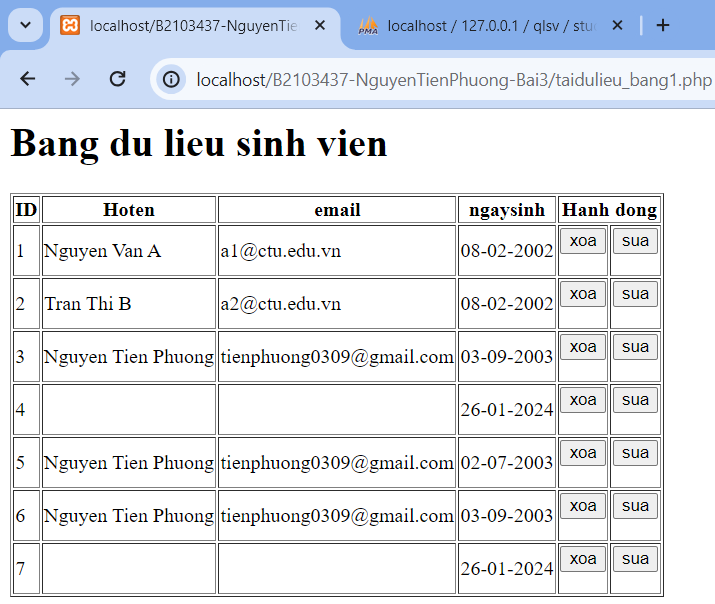 localhost/B2103437-NguyenTie
localhost / 127.0.0.1 / qlsv / stu
localhost/B2103437-NguyenTienPhuong-Bai3/taidulieu_bang1.php
Bang du lieu sinh vien
ID Hoten email ngaysinh Hanh dong
1 Nguyen Van A a1@ctu.edu.vn 08-02-2002 xoa sua
2 Tran Thi B a2@ctu.edu.vn 08-02-2002 xoa sua
3 Nguyen Tien Phuong tienphuong0309@gmail.com 03-09-2003 xoa sua
4 26-01-2024 xoa sua
5 Nguyen Tien Phuong tienphuong0309@gmail.com 02-07-2003 xoa sua
6 Nguyen Tien Phuong tienphuong0309@gmail.com 03-09-2003 xoa sua
7 26-01-2024 xoa sua